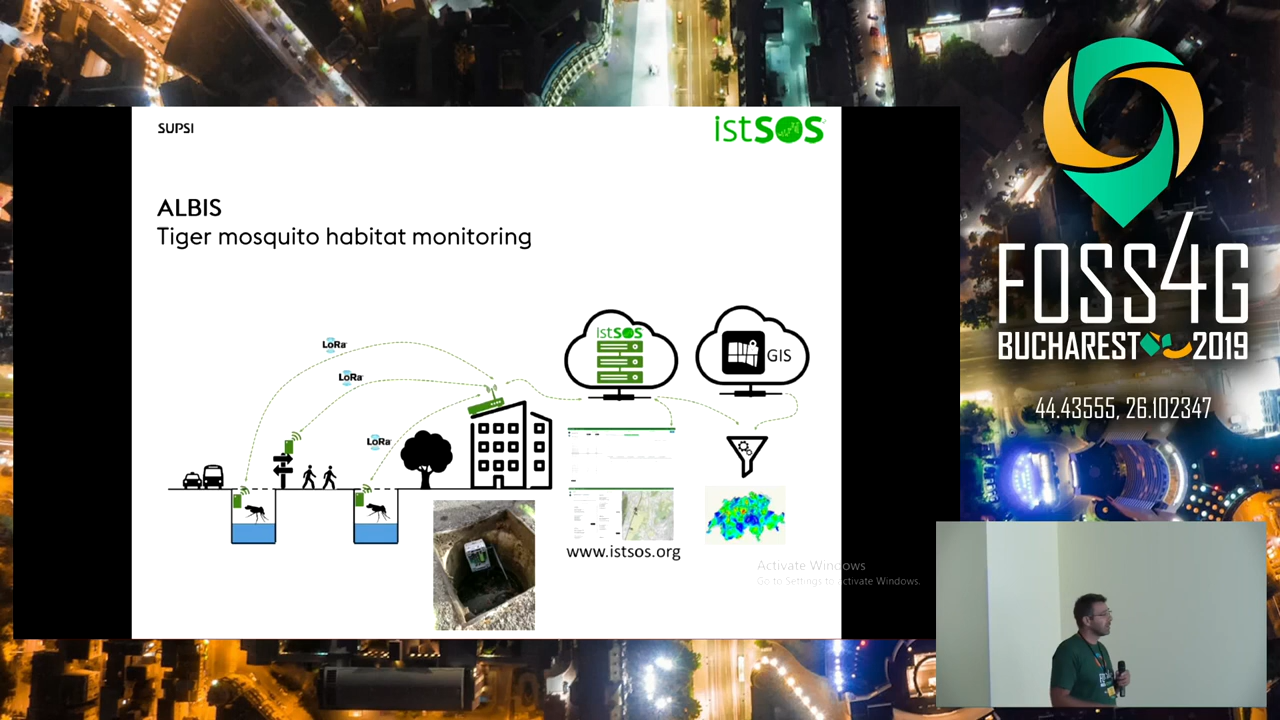 SUPSI
istSOS
ALBIS
Tiger mosquito habitat monitoring
LoRa
LoRa
LoRa
istSOS
GIS
www.istsos.org
Activate Windows
Go to Settings to activate Windows.
FOSS4G
BUCHAREST 2019
44.43555, 26.102347